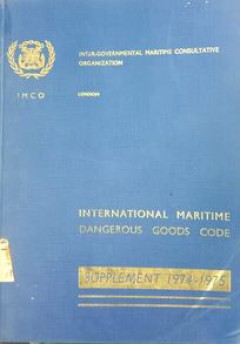 INTER-GOVERNMENTAL MARITIME CONSULTATIVE
ORGANIZATION
IMCO
LONDON
INTERNATIONAL MARITIME
DANGEROUS GOODS CODE
SUPPLEMENT 1974-1975